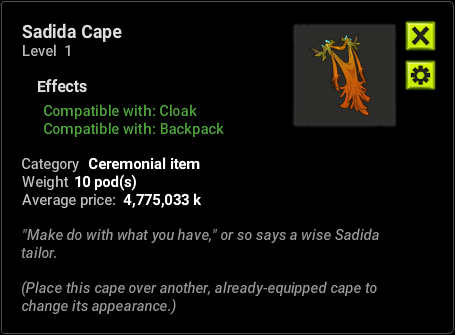 Sadida Cape
Level 1
Effects
Compatible with: Cloak
Compatible with: Backpack
Category Ceremonial item
Weight 10 pod(s)
Average price: 4,775,033 k
"Make do with what you have," or so says a wise Sadida
tailor.
(Place this cape over another, already-equipped cape to
change its appearance.)